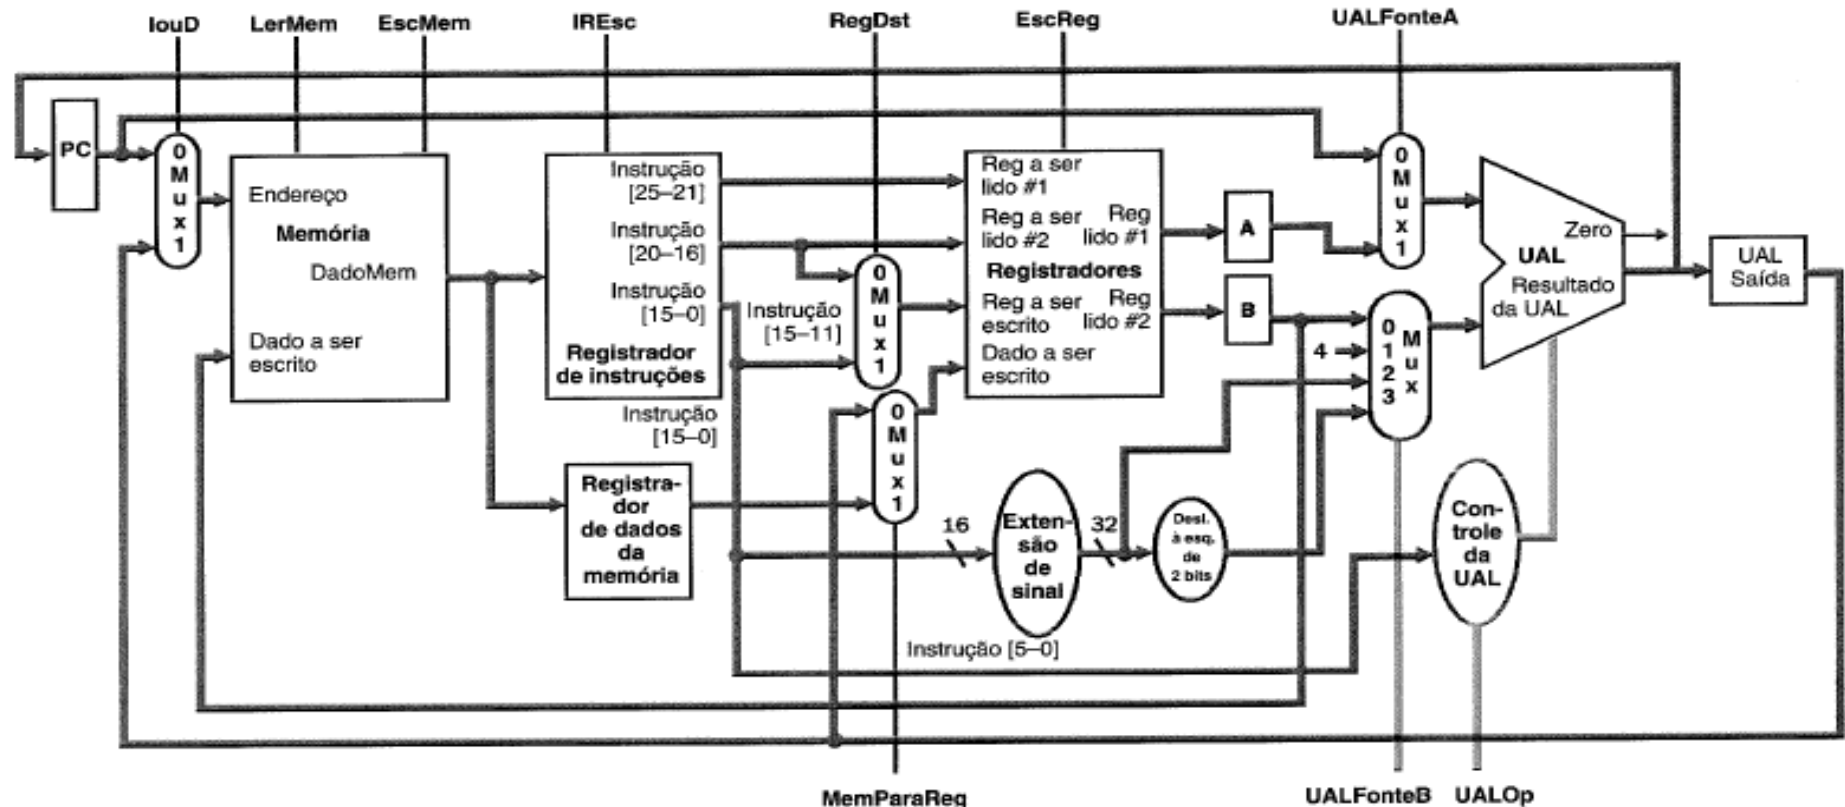 IouD
LerMem
EscMem
IREsc
RegDst
EscReg
UALFonteA
PC
0
M
u
x
1
Endereço
Memória
DadoMem
Dado a ser
escrito
Instrução
[25–21]
Instrução
[20–16]
Instrução
[15–0]
Registrador
de instruções
Instrução
[15–11]
Instrução
[15–0]
0
M
u
x
1
0
M
u
x
1
Registra-
dor
de dados
da
memória
Reg a ser
lido #1
Reg a ser
lido #2
Reg
lido #1
Registradores
Reg a ser
escrito
Reg
lido #2
Dado a ser
escrito
A
B
0
M
u
x
1
4
0
1
2
3
M
u
x
Zero
UAL
Resultado
da UAL
UAL
Saída
16
Exten-
são
de
sinal
32
Desl.
à esq.
de
2 bits
Con-
trole
da
UAL
Instrução [5–0]
MemParaReg
UALFonteB
UALOp